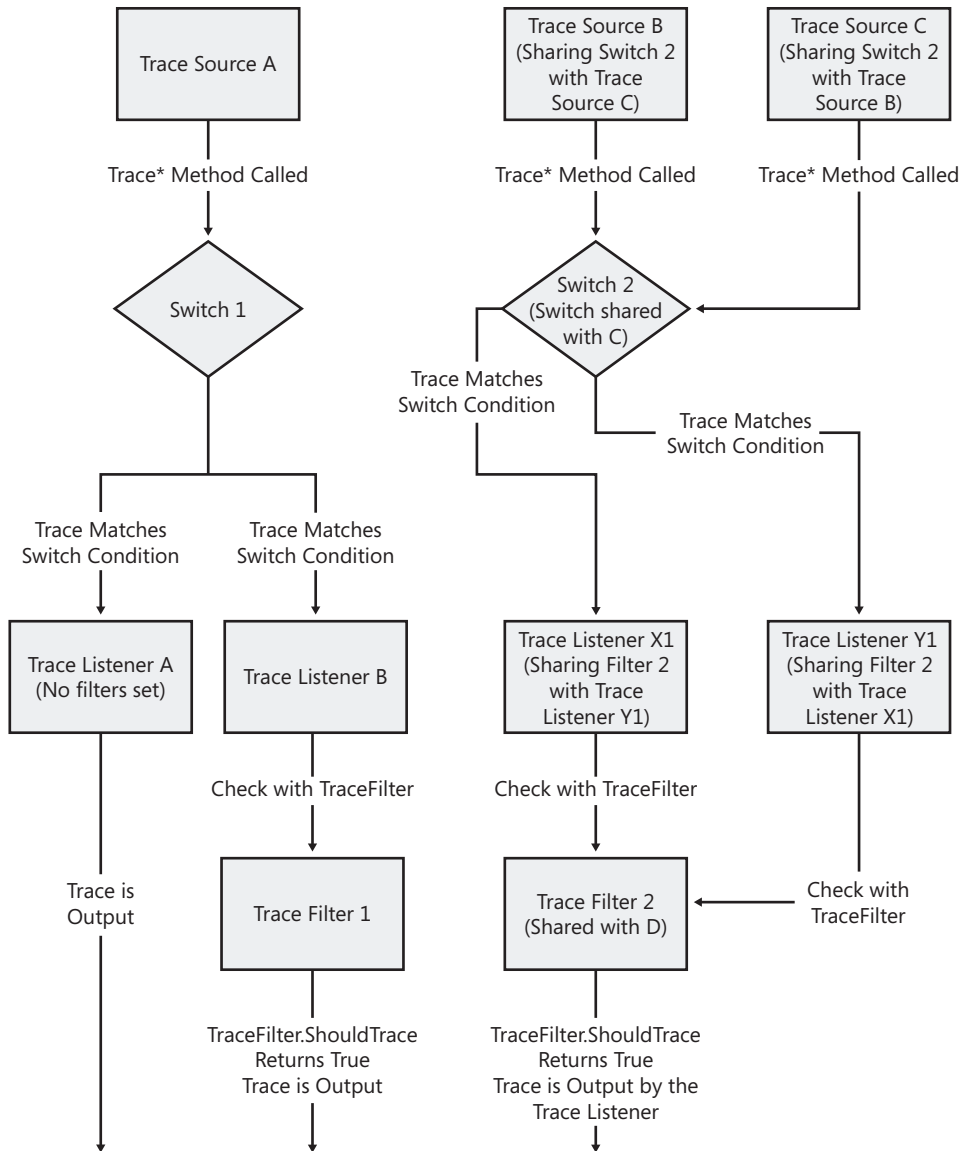 Trace Source A
Trace Source B
(Sharing Switch 2
with Trace
Source C)
Trace Source C
(Sharing Switch 2
with Trace
Source B)
Trace* Method Called
Trace* Method Called
Trace* Method Called
Switch 1
Switch 2
(Switch shared
with C)
Trace Matches
Switch Condition
Trace Matches
Switch Condition
Trace Matches
Switch Condition
Trace Matches
Switch Condition
Trace Listener A
(No filters set)
Trace Listener B
Trace Listener X1
(Sharing Filter 2
with Trace
Listener Y1)
Trace Listener Y1
(Sharing Filter 2
with Trace
Listener X1)
Check with TraceFilter
Check with TraceFilter
Trace is
Output
Trace Filter 1
Trace Filter 2
(Shared with D)
Check with
TraceFilter
TraceFilter.ShouldTrace
Returns True
Trace is Output
TraceFilter.ShouldTrace
Returns True
Trace is Output by the
Trace Listener